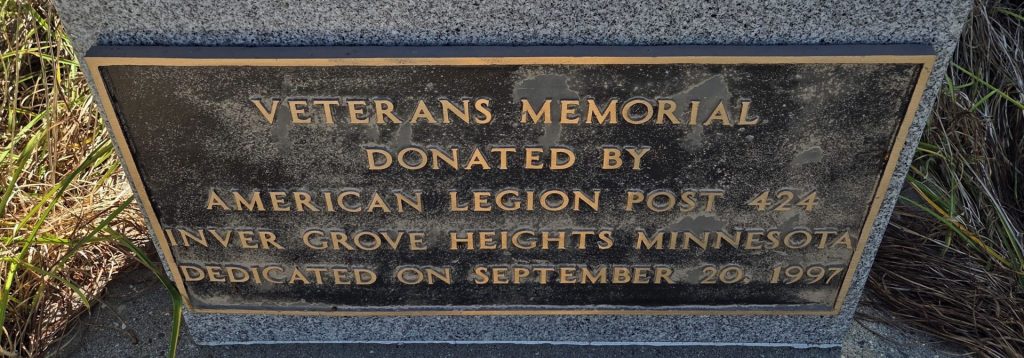 VETERANS MEMORIAL
DONATED BY
AMERICAN LEGION POST 424
INVER GROVE HEIGHTS MINNESOTA
DEDICATED ON SEPTEMBER 20, 1997